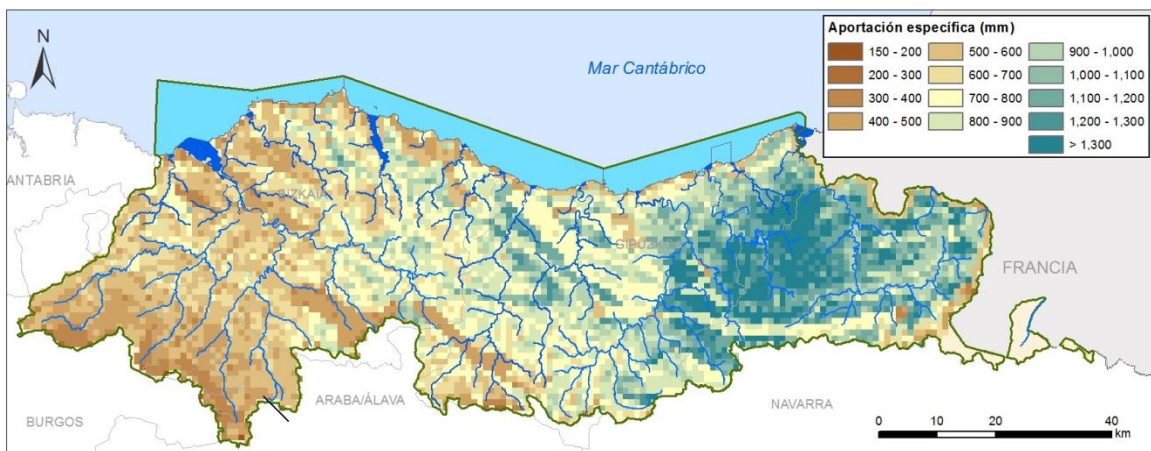 Aportación específica (mm)
150 - 200
200 - 300
300 - 400
400 - 500
500 - 600
600 - 700
700 - 800
800 - 900
900 - 1,000
1,000 - 1,100
1,100 - 1,200
1,200 - 1,300
> 1,300
N
Mar Cantábrico
ANTABRIA
BIZKAIA
GIPUZKOA
FRANCIA
ARABA/ÁLAVA
NAVARRA
BURGOS
0 10 20 40
km